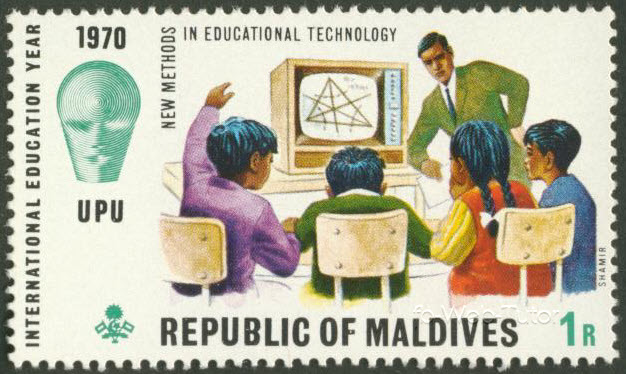 INTERNATIONAL EDUCATION YEAR
1970
UPU
NEW METHODS
IN EDUCATIONAL TECHNOLOGY
SHAMIR
REPUBLIC OF MALDIVES
1R